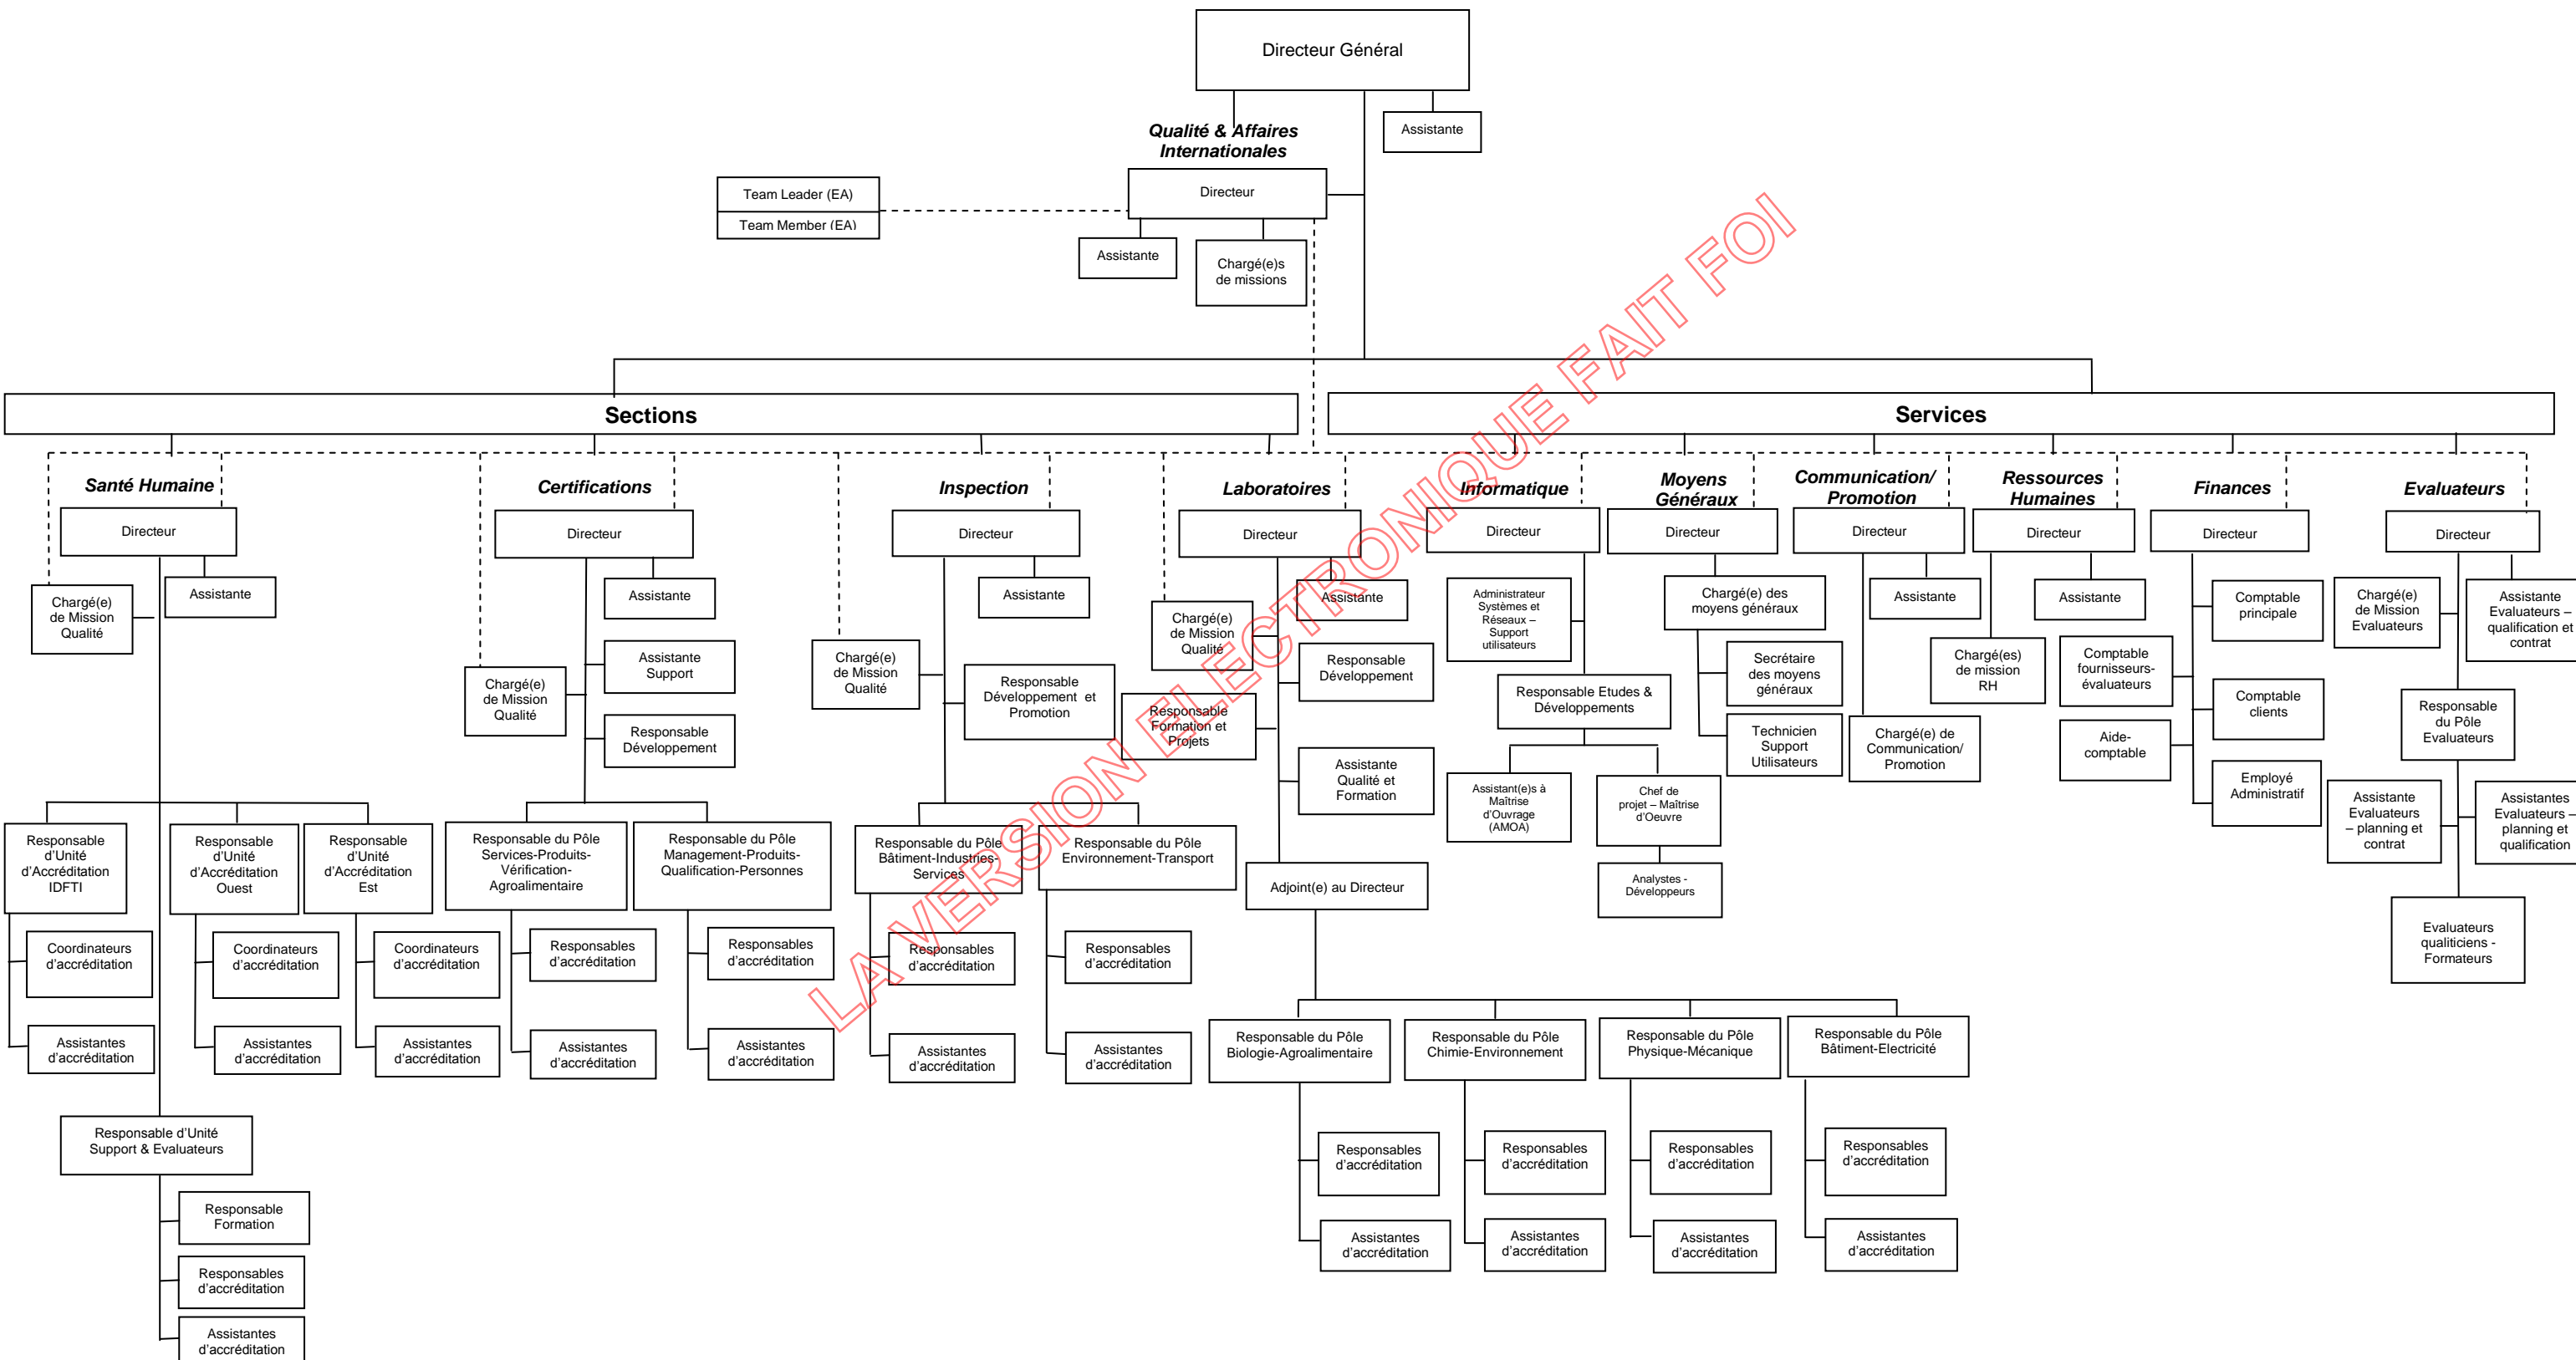 Directeur Général
Assistante
Qualité & Affaires
Internationales
Directeur
Team Leader (EA)
Team Member (EA)
Assistante
Chargé(e)s
de missions
Sections
Services
Santé Humaine
Directeur
Assistante
Chargé(e)
de Mission
Qualité
Responsable
d'Unité
d'Accréditation
IDFTI
Coordinateurs
d'accréditation
Assistantes
d'accréditation
Responsable
d'Unité
d'Accréditation
Ouest
Coordinateurs
d'accréditation
Assistantes
d'accréditation
Responsable
d'Unité
d'Accréditation
Est
Coordinateurs
d'accréditation
Assistantes
d'accréditation
Responsable d'Unité
Support & Evaluateurs
Responsable
Formation
Responsables
d'accréditation
Assistantes
d'accréditation
Certifications
Directeur
Assistante
Assistante
Support
Chargé(e)
de Mission
Qualité
Responsable
Développement
Responsable du Pôle
Services-Produits-
Vérification-
Agroalimentaire
Responsables
d'accréditation
Assistantes
d'accréditation
Responsable du Pôle
Management-Produits-
Qualification-Personnes
Responsables
d'accréditation
Assistantes
d'accréditation
Inspection
Directeur
Assistante
Chargé(e)
de Mission
Qualité
Responsable
Développement et
Promotion
Responsable du Pôle
Bâtiment-Industries-
Services
Responsables
d'accréditation
Assistantes
d'accréditation
Responsable du Pôle
Environnement-Transport
Responsables
d'accréditation
Assistantes
d'accréditation
Laboratoires
Directeur
Assistante
Chargé(e)
de Mission
Qualité
Responsable
Développement
Responsable
Formation et
Projets
Assistante
Qualité et
Formation
Adjoint(e) au Directeur
Responsable du Pôle
Biologie-Agroalimentaire
Responsables
d'accréditation
Assistantes
d'accréditation
Responsable du Pôle
Chimie-Environnement
Responsables
d'accréditation
Assistantes
d'accréditation
Responsable du Pôle
Physique-Mécanique
Responsables
d'accréditation
Assistantes
d'accréditation
Responsable du Pôle
Bâtiment-Electricité
Responsables
d'accréditation
Assistantes
d'accréditation
Informatique
Directeur
Administrateur
Systèmes et
Réseaux –
Support
utilisateurs
Responsable Etudes &
Développements
Assistant(e)s à
Maîtrise
d'Ouvrage
(AMOA)
Chef de
projet – Maîtrise
d'Oeuvre
Analystes -
Développeurs
Moyens
Généraux
Directeur
Chargé(e) des
moyens généraux
Secrétaire
des moyens
généraux
Technicien
Support
Utilisateurs
Communication/
Promotion
Directeur
Assistante
Chargé(e) de
Communication/
Promotion
Ressources
Humaines
Directeur
Assistante
Chargé(es)
de mission
RH
Finances
Directeur
Comptable
principale
Comptable
fournisseurs-
évaluateurs
Comptable
clients
Aide-
comptable
Employé
Administratif
Evaluateurs
Directeur
Chargé(e)
de Mission
Evaluateurs
Assistante
Evaluateurs –
qualification et
contrat
Responsable
du Pôle
Evaluateurs
Assistante
Evaluateurs
– planning et
contrat
Assistantes
Evaluateurs –
planning et
qualification
Evaluateurs
qualiticiens -
Formateurs
LA VERSION ELECTRONIQUE FAIT FOI